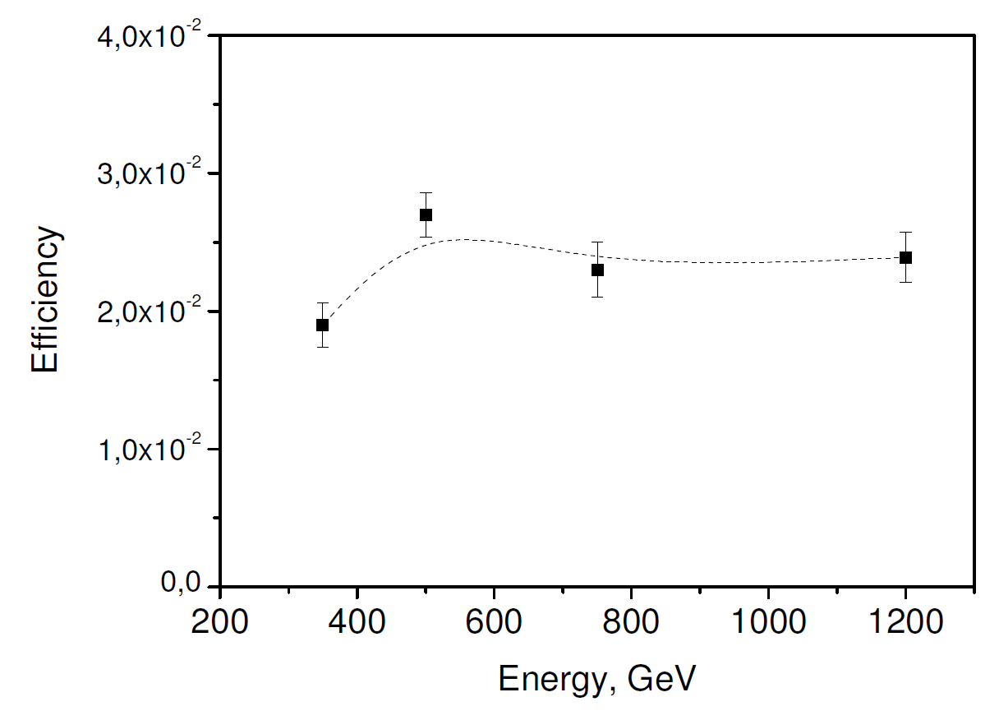 4,0x10⁻²
3,0x10⁻²
2,0x10⁻²
1,0x10⁻²
0,0
Efficiency
200 400 600 800 1000 1200
Energy, GeV